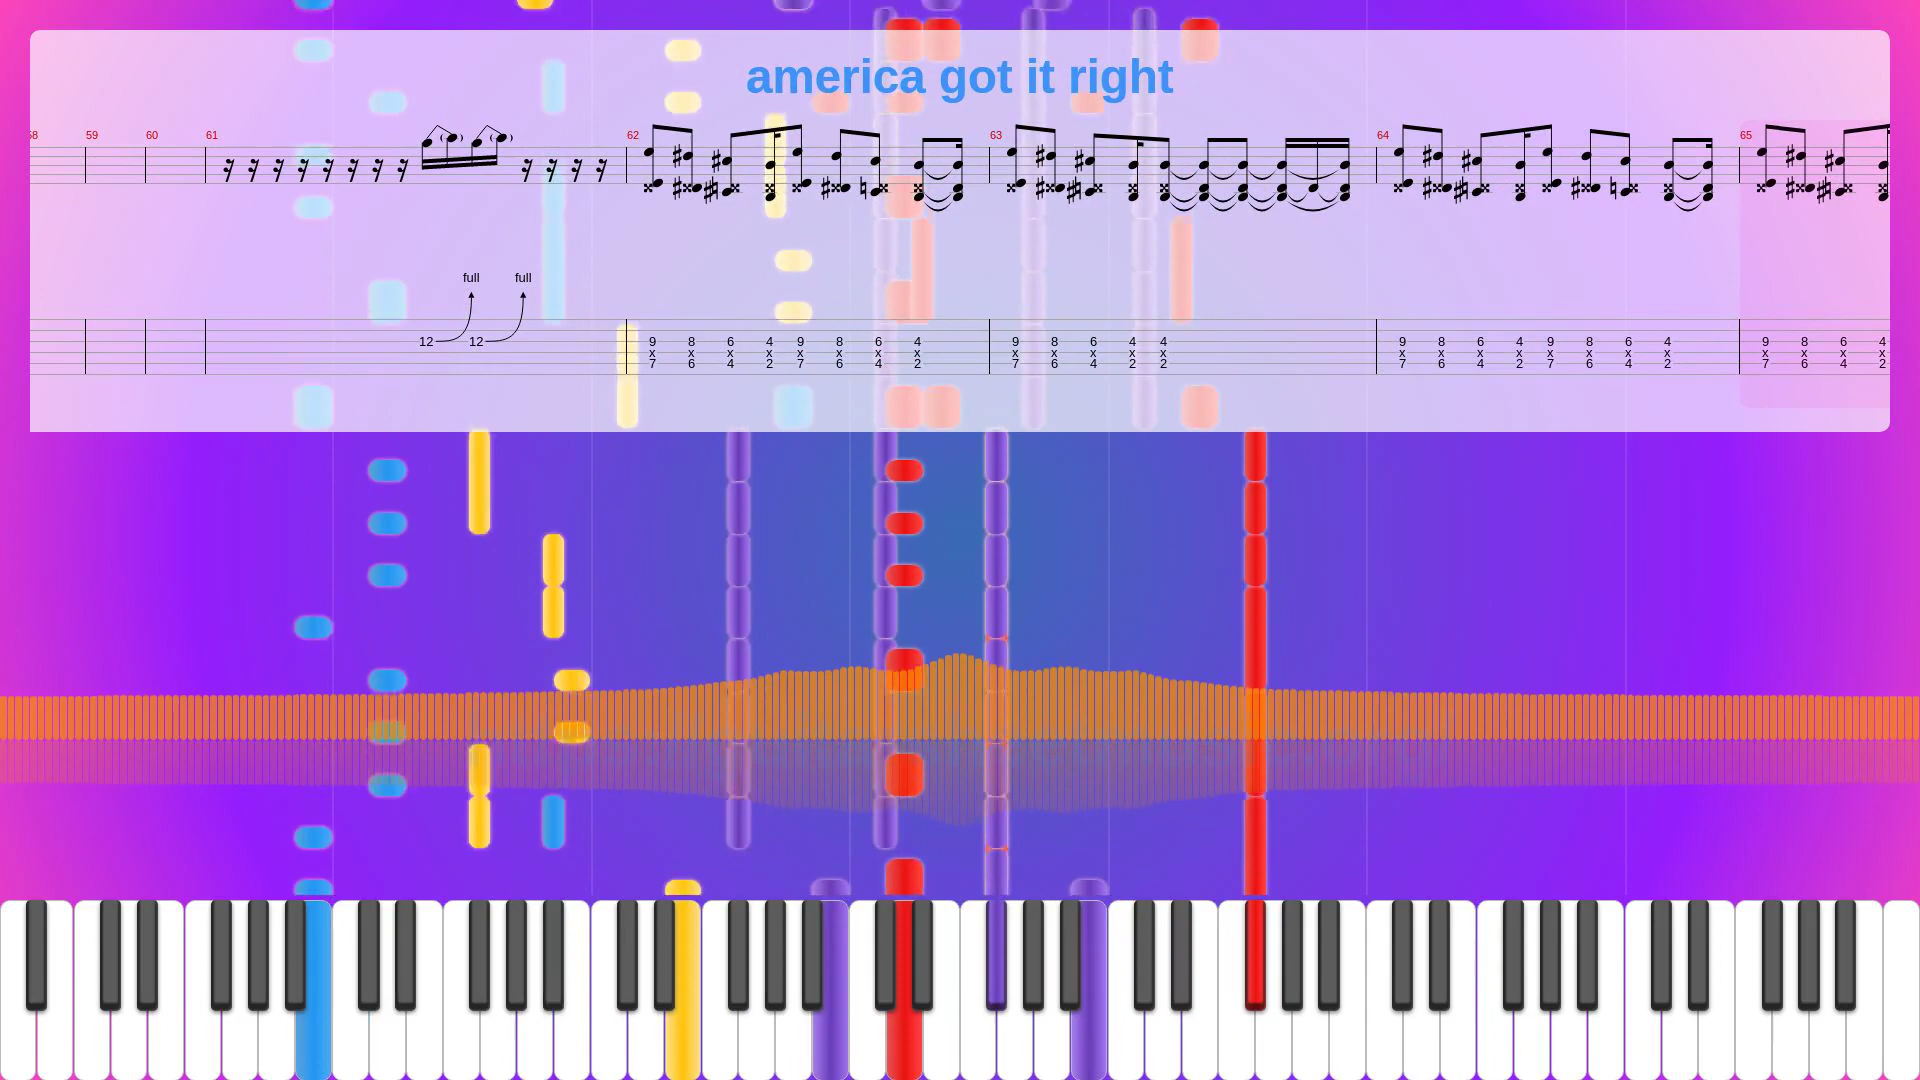 america got it right
58 59 60 61 62 63 64 65
full full
12 12
9 8 6 4 9 8 6 4 9 8 6 4 4 9 8 6 4 9 8 6 4 9 8 6 4
x x x x x x x x x x x x x x x x x x x x x x x x x
7 6 4 2 7 6 4 2 7 6 4 2 2 7 6 4 2 7 6 4 2 7 6 4 2